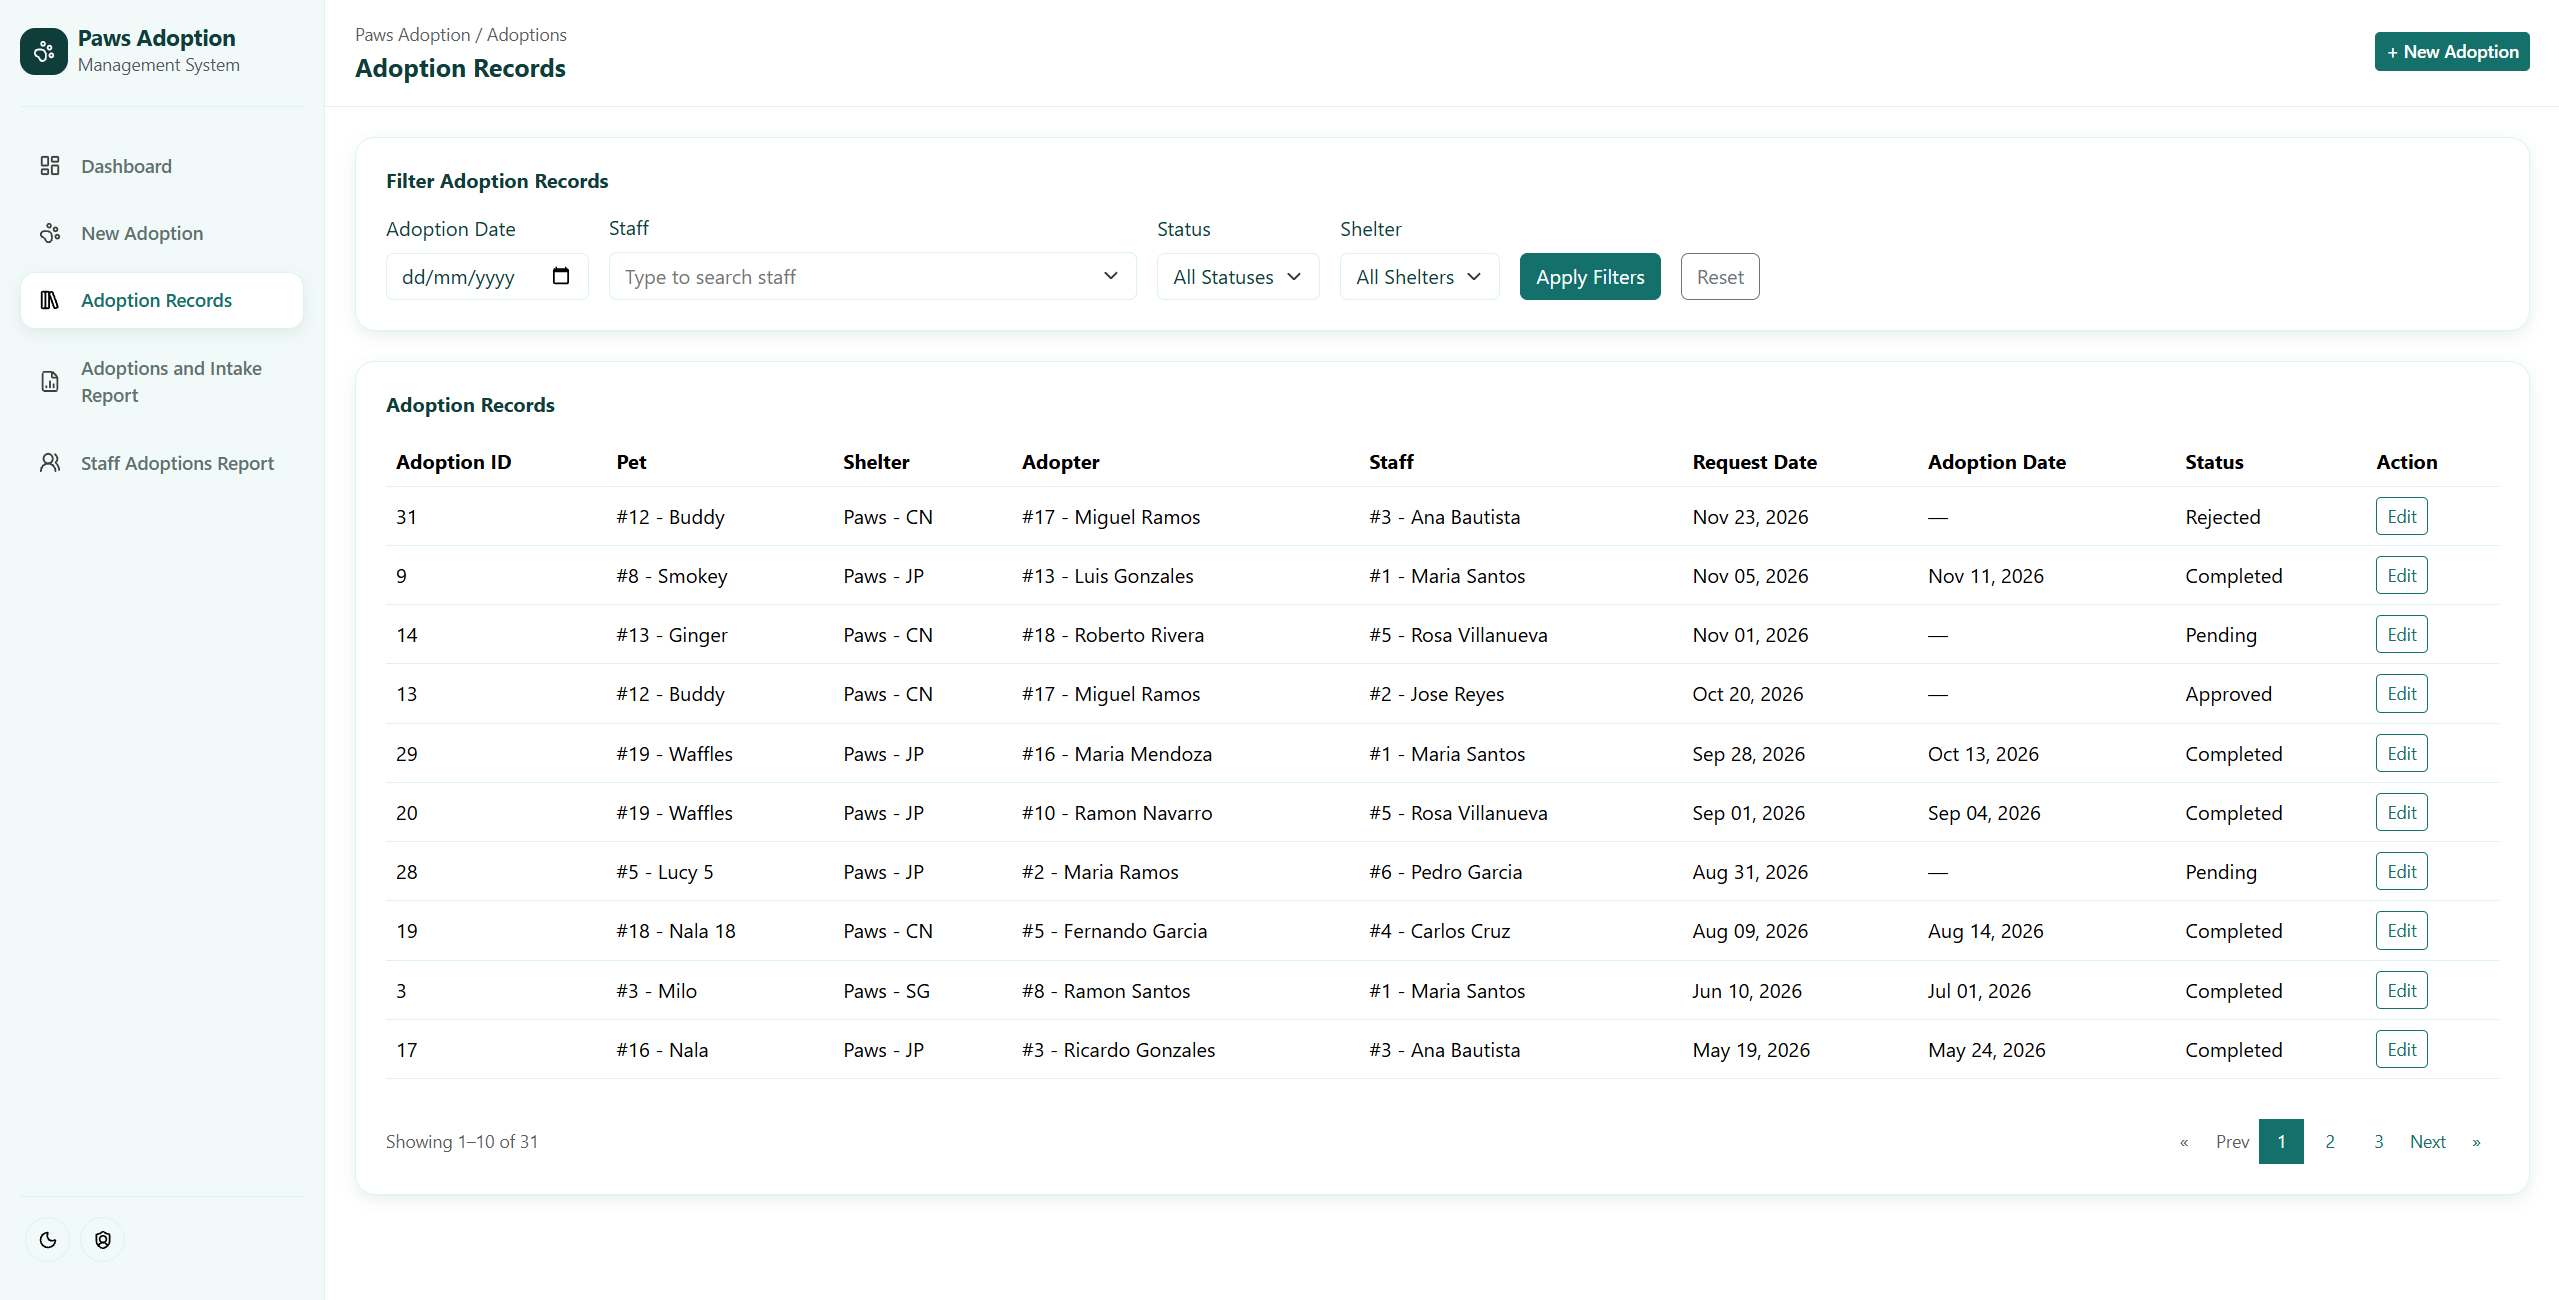 Paws Adoption
Management System
Dashboard
New Adoption
Adoption Records
Adoptions and Intake
Report
Staff Adoptions Report
Paws Adoption / Adoptions
Adoption Records
+ New Adoption
Filter Adoption Records
Adoption Date Staff Status Shelter
dd/mm/yyyy Type to search staff All Statuses All Shelters Apply Filters Reset
Adoption Records
Adoption ID Pet Shelter Adopter Staff Request Date Adoption Date Status Action
31 #12 - Buddy Paws - CN #17 - Miguel Ramos #3 - Ana Bautista Nov 23, 2026 — Rejected Edit
9 #8 - Smokey Paws - JP #13 - Luis Gonzales #1 - Maria Santos Nov 05, 2026 Nov 11, 2026 Completed Edit
14 #13 - Ginger Paws - CN #18 - Roberto Rivera #5 - Rosa Villanueva Nov 01, 2026 — Pending Edit
13 #12 - Buddy Paws - CN #17 - Miguel Ramos #2 - Jose Reyes Oct 20, 2026 — Approved Edit
29 #19 - Waffles Paws - JP #16 - Maria Mendoza #1 - Maria Santos Sep 28, 2026 Oct 13, 2026 Completed Edit
20 #19 - Waffles Paws - JP #10 - Ramon Navarro #5 - Rosa Villanueva Sep 01, 2026 Sep 04, 2026 Completed Edit
28 #5 - Lucy 5 Paws - JP #2 - Maria Ramos #6 - Pedro Garcia Aug 31, 2026 — Pending Edit
19 #18 - Nala 18 Paws - CN #5 - Fernando Garcia #4 - Carlos Cruz Aug 09, 2026 Aug 14, 2026 Completed Edit
3 #3 - Milo Paws - SG #8 - Ramon Santos #1 - Maria Santos Jun 10, 2026 Jul 01, 2026 Completed Edit
17 #16 - Nala Paws - JP #3 - Ricardo Gonzales #3 - Ana Bautista May 19, 2026 May 24, 2026 Completed Edit
Showing 1–10 of 31 « Prev 1 2 3 Next »